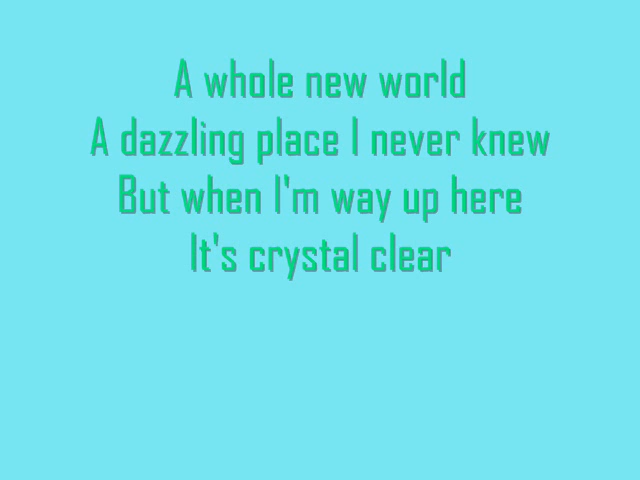 A whole new world
A dazzling place I never knew
But when I'm way up here
It's crystal clear